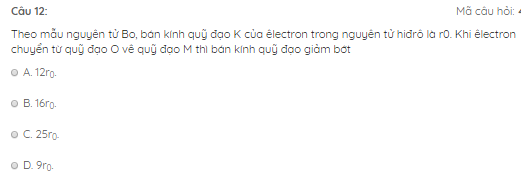 Câu 12:
Mã câu hỏi:
Theo mẫu nguyên tử Bo, bán kính quỹ đạo K của êlectron trong nguyên tử hiđrô là r0. Khi êlectron
chuyển từ quỹ đạo O về quỹ đạo M thì bán kính quỹ đạo giảm bớt
A. 12r0.
B. 16r0.
C. 25r0.
D. 9r0.